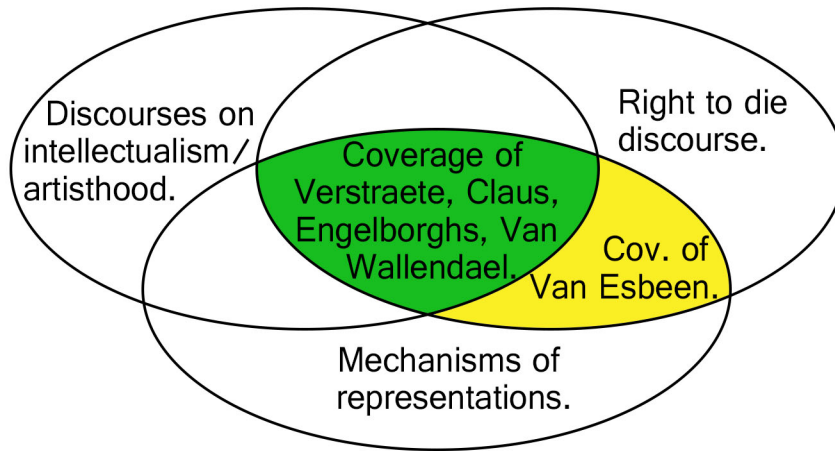 Discourses on
intellectualism/
artisthood.
Right to die
discourse.
Coverage of
Verstraete, Claus,
Engelborghs, Van
Wallendael.
Cov. of
Van Esbeen.
Mechanisms of
representations.